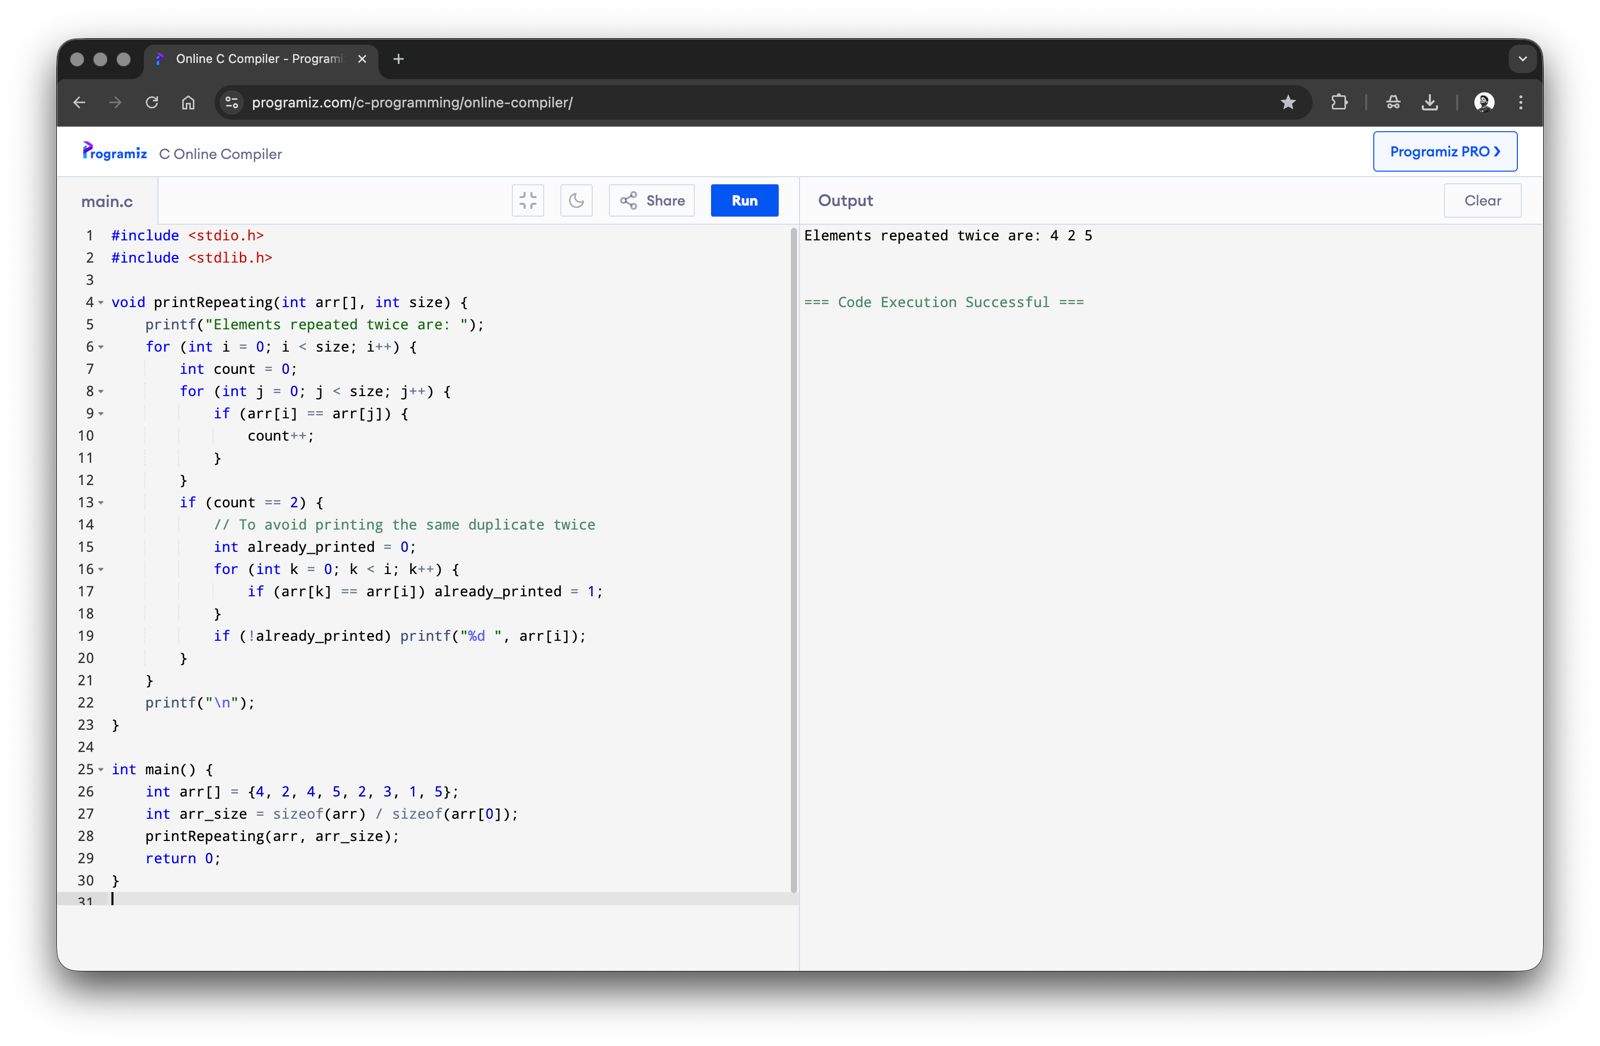 Online C Compiler - Programi
programiz.com/c-programming/online-compiler/
Programiz C Online Compiler
Programiz PRO
main.c
Share
Run
Output
Clear
1 #include <stdio.h>
2 #include <stdlib.h>
3
4 void printRepeating(int arr[], int size) {
5     printf("Elements repeated twice are: ");
6     for (int i = 0; i < size; i++) {
7         int count = 0;
8         for (int j = 0; j < size; j++) {
9             if (arr[i] == arr[j]) {
10                 count++;
11             }
12         }
13         if (count == 2) {
14             // To avoid printing the same duplicate twice
15             int already_printed = 0;
16             for (int k = 0; k < i; k++) {
17                 if (arr[k] == arr[i]) already_printed = 1;
18             }
19             if (!already_printed) printf("%d ", arr[i]);
20         }
21     }
22     printf("\n");
23 }
24
25 int main() {
26     int arr[] = {4, 2, 4, 5, 2, 3, 1, 5};
27     int arr_size = sizeof(arr) / sizeof(arr[0]);
28     printRepeating(arr, arr_size);
29     return 0;
30 }
31
Elements repeated twice are: 4 2 5
=== Code Execution Successful ===